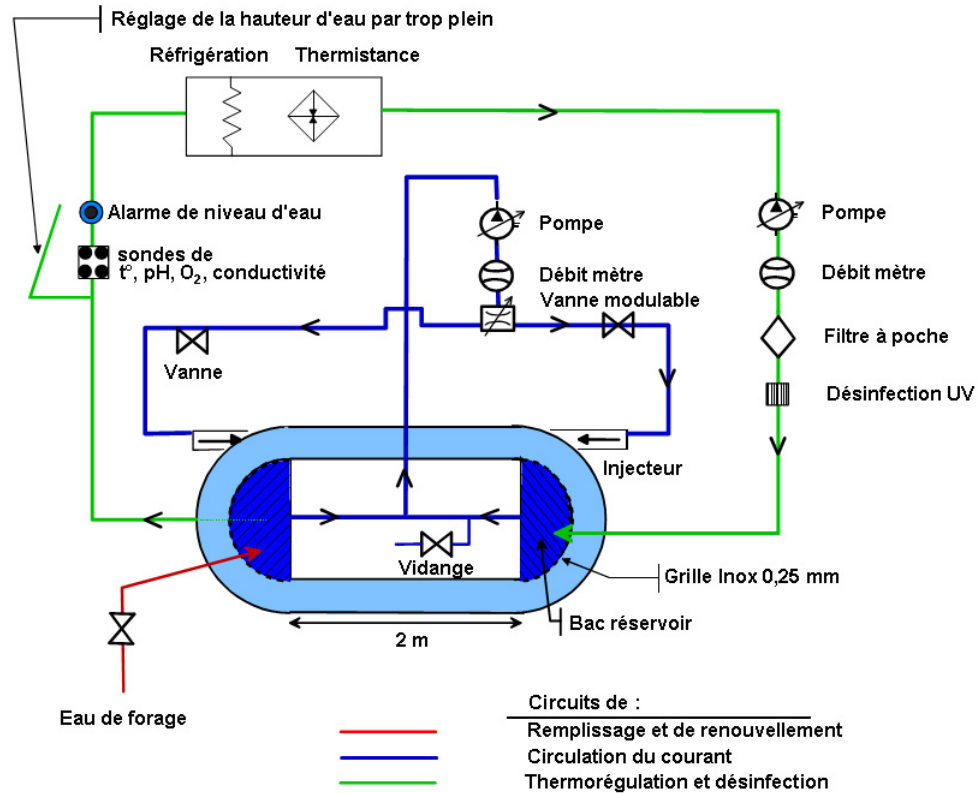 Réglage de la hauteur d'eau par trop plein
Réfrigération
Thermistance
Alarme de niveau d'eau
sondes de
t°, pH, O₂, conductivité
Pompe
Débit mètre
Vanne modulable
Pompe
Débit mètre
Filtre à poche
Désinfection UV
Vanne
Injecteur
Vidange
Grille Inox 0,25 mm
Bac réservoir
2 m
Eau de forage
Circuits de :
Remplissage et de renouvellement
Circulation du courant
Thermorégulation et désinfection